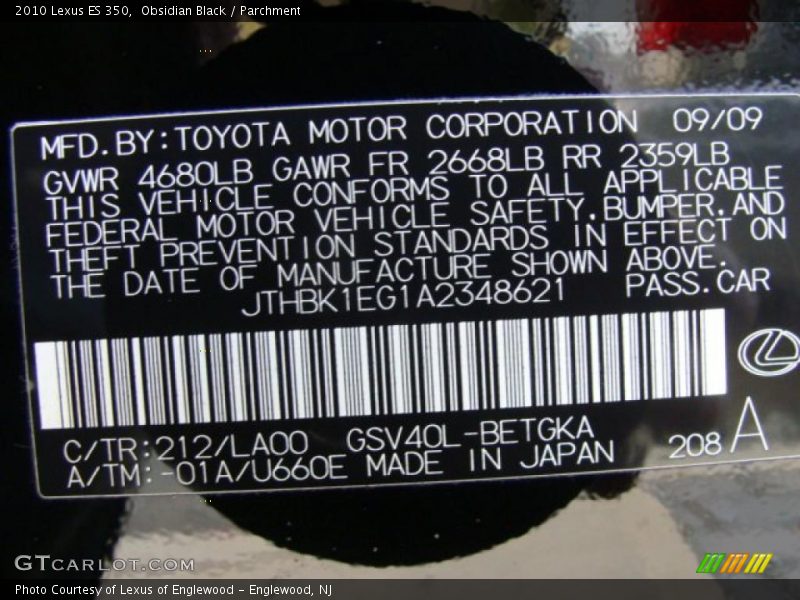 2010 Lexus ES 350, Obsidian Black / Parchment
MFD.BY:TOYOTA MOTOR CORPORATION 09/09
GVWR 4680LB GAWR FR 2668LB RR 2359LB
THIS VEHICLE CONFORMS TO ALL APPLICABLE
FEDERAL MOTOR VEHICLE SAFETY.BUMPER.AND
THEFT PREVENTION STANDARDS IN EFFECT ON
THE DATE OF MANUFACTURE SHOWN ABOVE.
JTHBK1EG1A2348621 PASS.CAR
C/TR:212/LA00 GSV40L-BETGKA
A/TM:-01A/U660E MADE IN JAPAN
208 A
GTCARLOT.COM
Photo Courtesy of Lexus of Englewood - Englewood, NJ